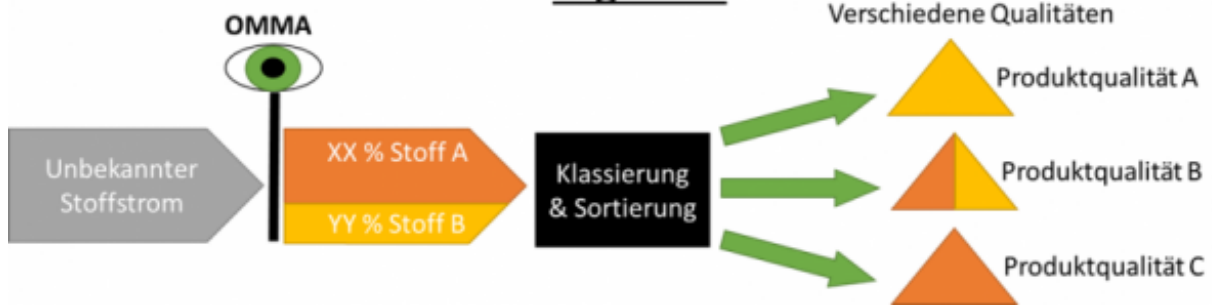 Verschiedene Qualitäten
OMMA
Unbekannter
Stoffstrom
XX % Stoff A
YY % Stoff B
Klassierung
& Sortierung
Produktqualität A
Produktqualität B
Produktqualität C